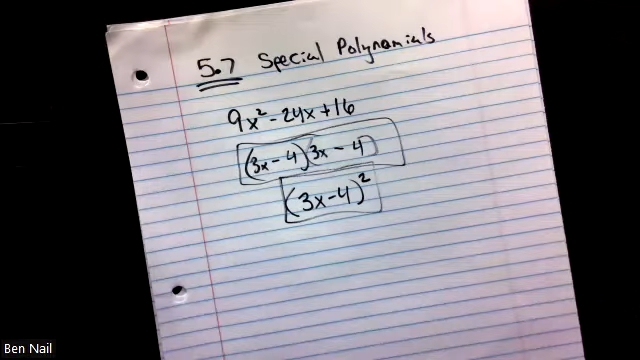 5.7 Special Polynomials
9x² - 24x + 16
(3x - 4)(3x - 4)
(3x - 4)²
Ben Nail